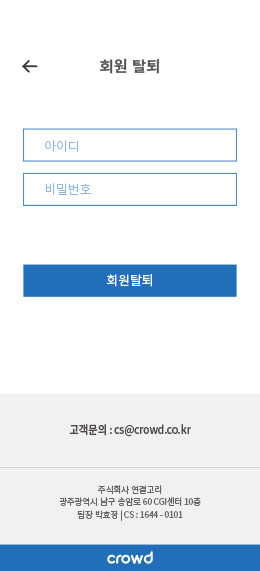 회원 탈퇴
아이디
비밀번호
회원탈퇴
고객문의 : cs@crowd.co.kr
주식회사 연결고리
광주광역시 남구 송암로 60 CGI센터 10층
팀장 박효정 | CS : 1644 - 0101
crowd